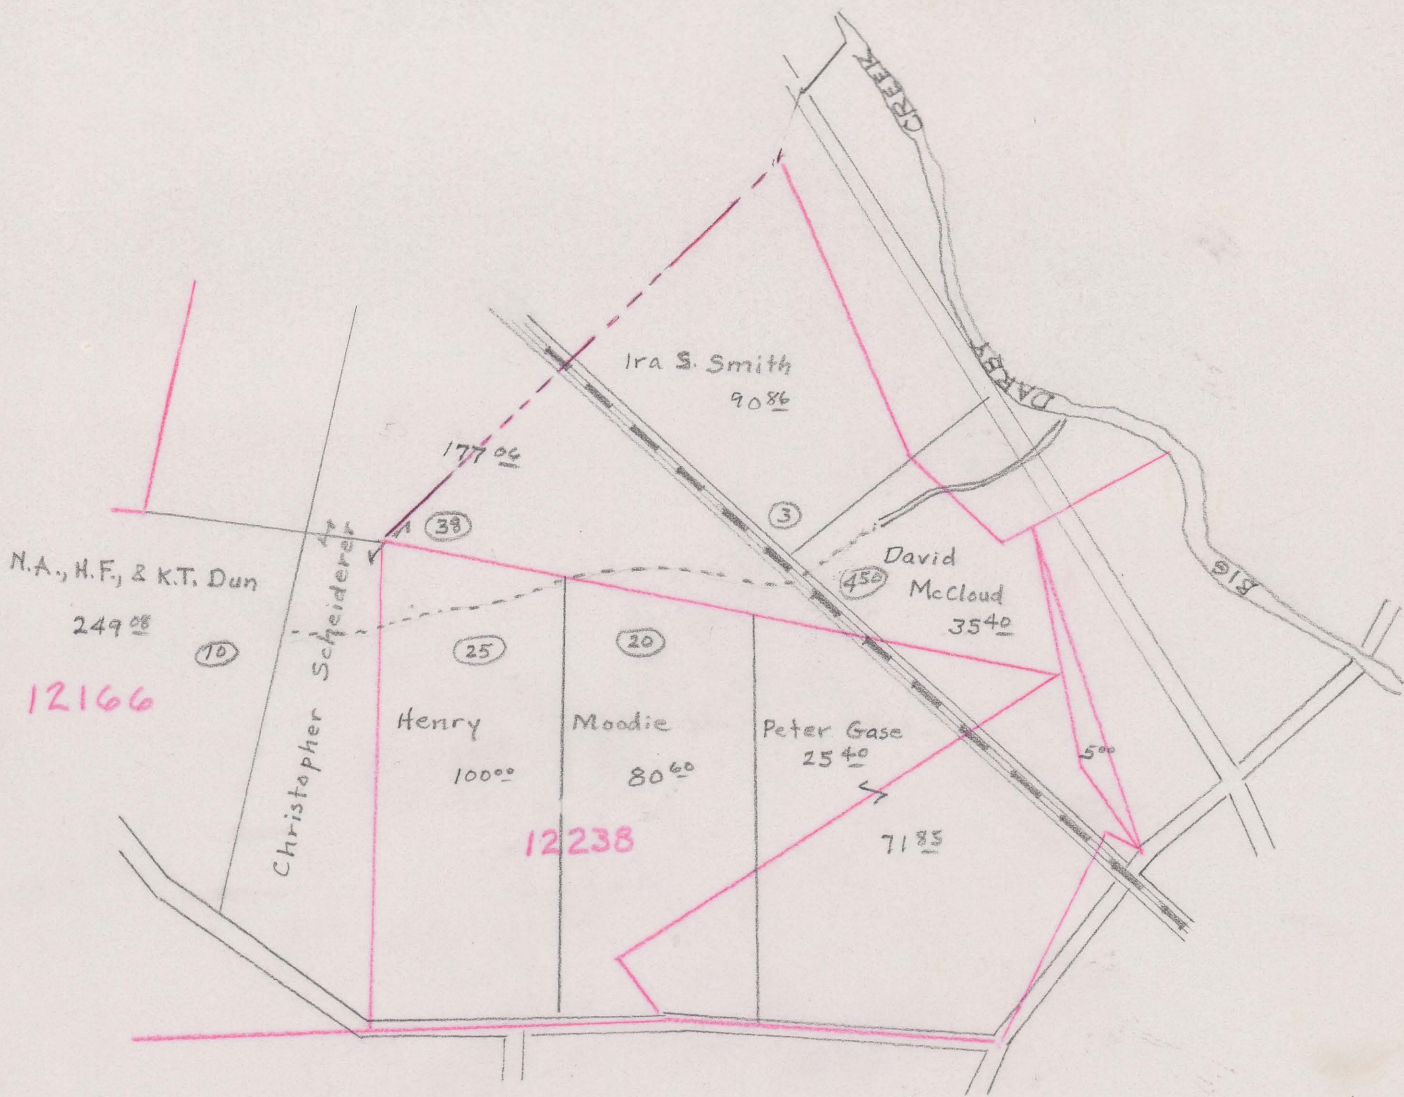 CREEK
DARBY
BIG
Ira S. Smith
90 86
177 06
38
3
N.A., H.F., & K.T. Dun
249 08
10
12166
Christopher Scheiderer
25
20
450
David
McCloud
35 40
Henry
100 00
Moodie
80 60
Peter Gase
25 40
71 85
5 00
12238